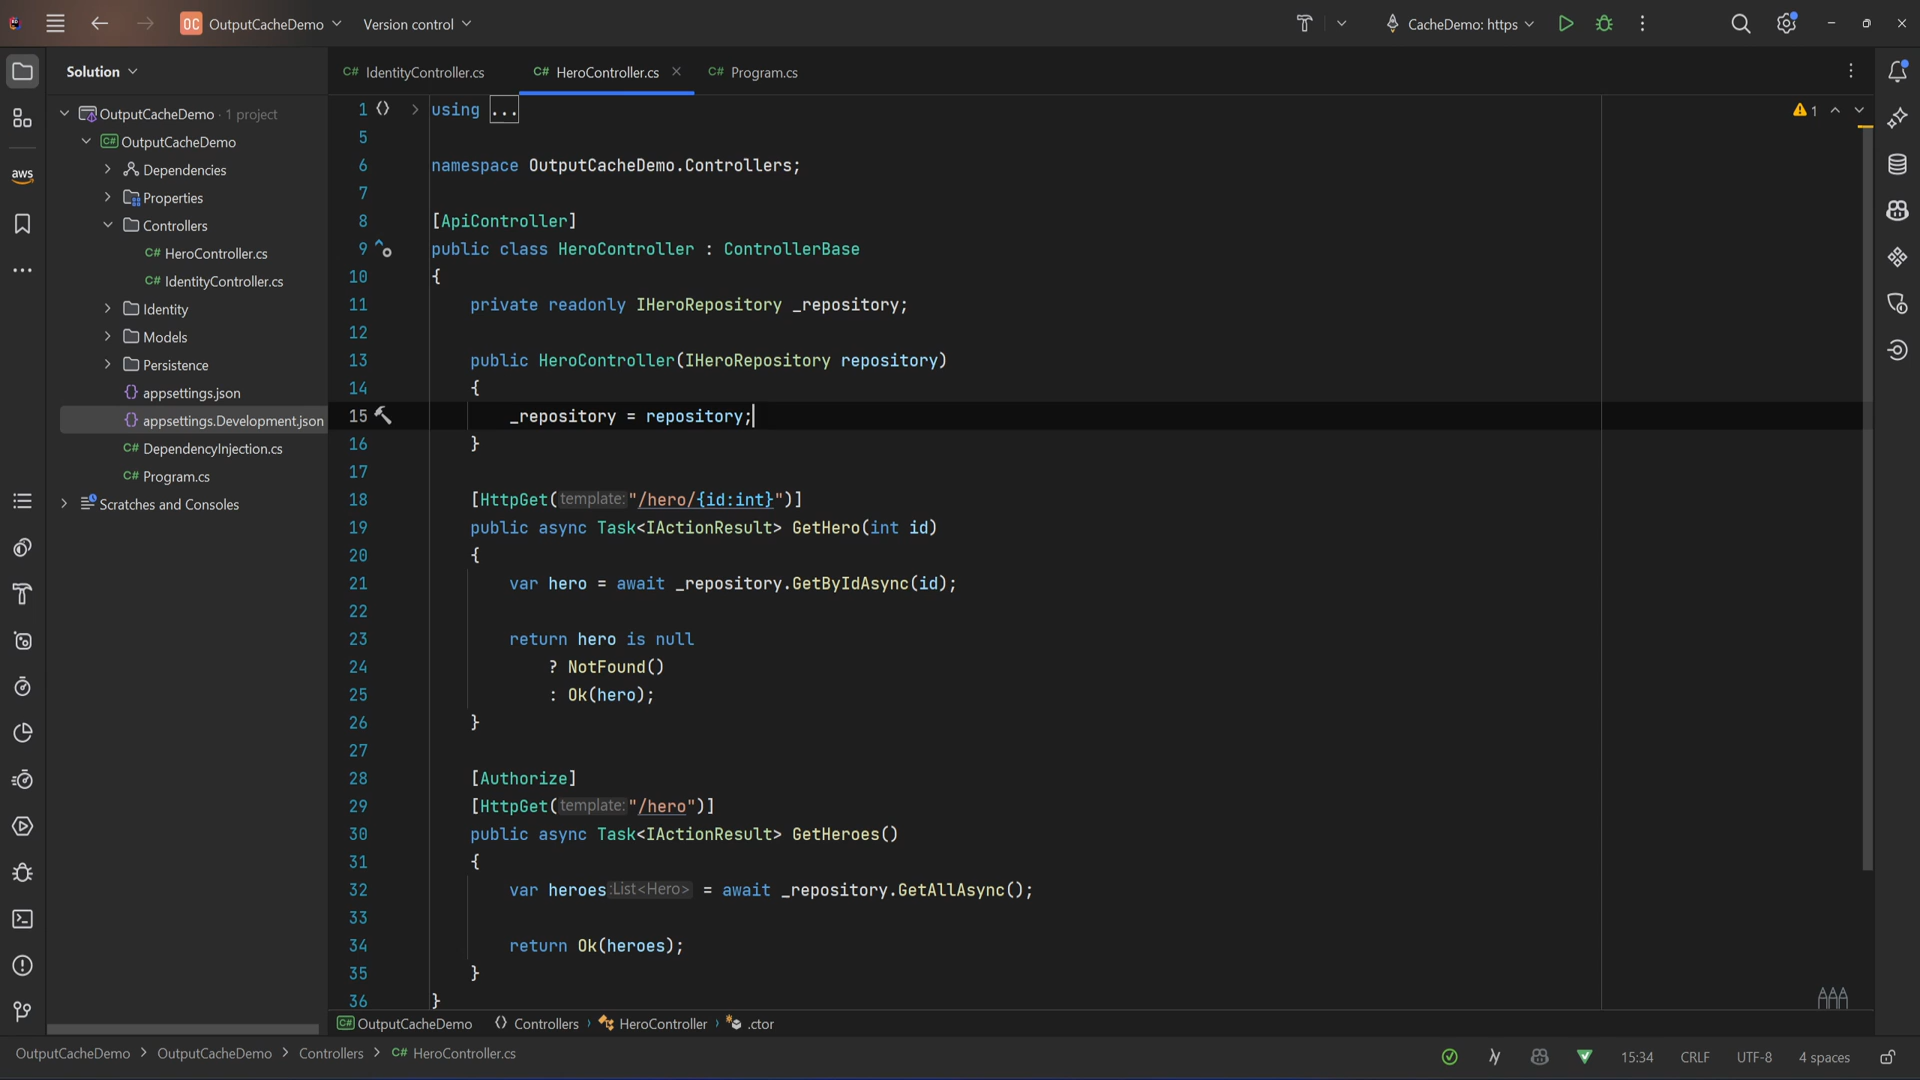 OC OutputCacheDemo Version control CacheDemo: https
Solution
IdentityController.cs
HeroController.cs
Program.cs
OutputCacheDemo · 1 project
OutputCacheDemo
Dependencies
Properties
Controllers
C# HeroController.cs
C# IdentityController.cs
Identity
Models
Persistence
{} appsettings.json
{} appsettings.Development.json
C# DependencyInjection.cs
C# Program.cs
Scratches and Consoles
aws
1 using ...
5
6 namespace OutputCacheDemo.Controllers;
7
8 [ApiController]
9 public class HeroController : ControllerBase
10 {
11 private readonly IHeroRepository _repository;
12
13 public HeroController(IHeroRepository repository)
14 {
15 _repository = repository;
16 }
17
18 [HttpGet(template: "/hero/{id:int}")]
19 public async Task<IActionResult> GetHero(int id)
20 {
21 var hero = await _repository.GetByIdAsync(id);
22
23 return hero is null
24 ? NotFound()
25 : Ok(hero);
26 }
27
28 [Authorize]
29 [HttpGet(template: "/hero")]
30 public async Task<IActionResult> GetHeroes()
31 {
32 var heroes :List<Hero> = await _repository.GetAllAsync();
33
34 return Ok(heroes);
35 }
36 }
1
C# OutputCacheDemo Controllers › HeroController › .ctor
OutputCacheDemo > OutputCacheDemo > Controllers > C# HeroController.cs
15:34 CRLF UTF-8 4 spaces